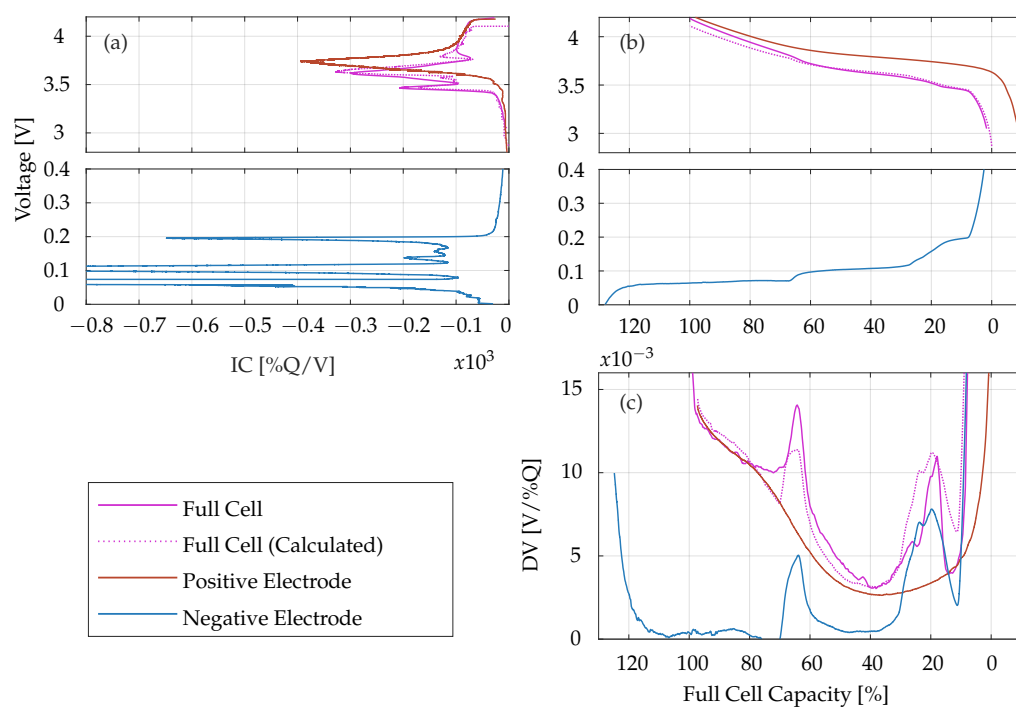 (a)
4
3.5
3
Voltage [V]
0.4
0.3
0.2
0.1
0
−0.8 −0.7 −0.6 −0.5 −0.4 −0.3 −0.2 −0.1 0
IC [%Q/V]
x10³
(b)
4
3.5
3
0.4
0.3
0.2
0.1
0
120 100 80 60 40 20 0
x10⁻³
(c)
15
10
5
0
DV [V/%Q]
120 100 80 60 40 20 0
Full Cell Capacity [%]
Full Cell
Full Cell (Calculated)
Positive Electrode
Negative Electrode